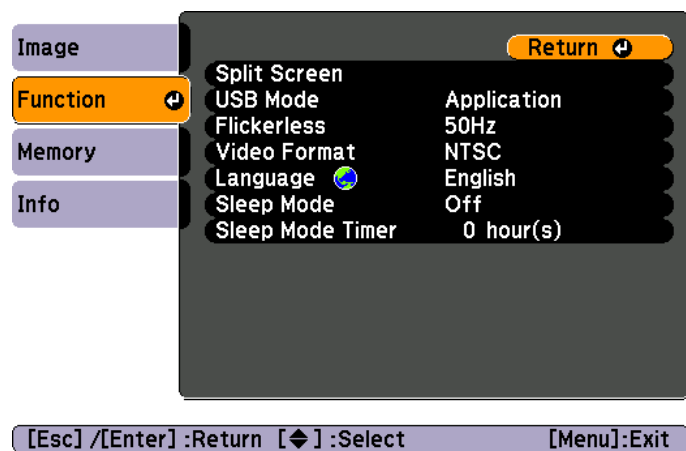 Image
Function
Memory
Info
Return
Split Screen
USB Mode Application
Flickerless 50Hz
Video Format NTSC
Language English
Sleep Mode Off
Sleep Mode Timer 0 hour(s)
[Esc] /[Enter] :Return [◆] :Select [Menu]:Exit